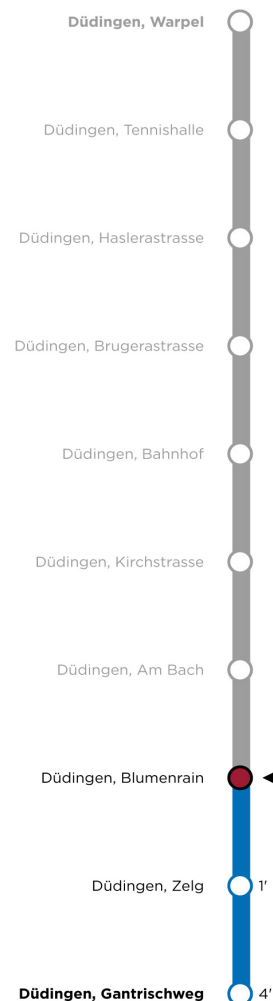 Düdingen, Warpel
Düdingen, Tennishalle
Düdingen, Haslerastrasse
Düdingen, Brugerastrasse
Düdingen, Bahnhof
Düdingen, Kirchstrasse
Düdingen, Am Bach
Düdingen, Blumenrain
Düdingen, Zelg 1'
Düdingen, Gantrischweg 4'